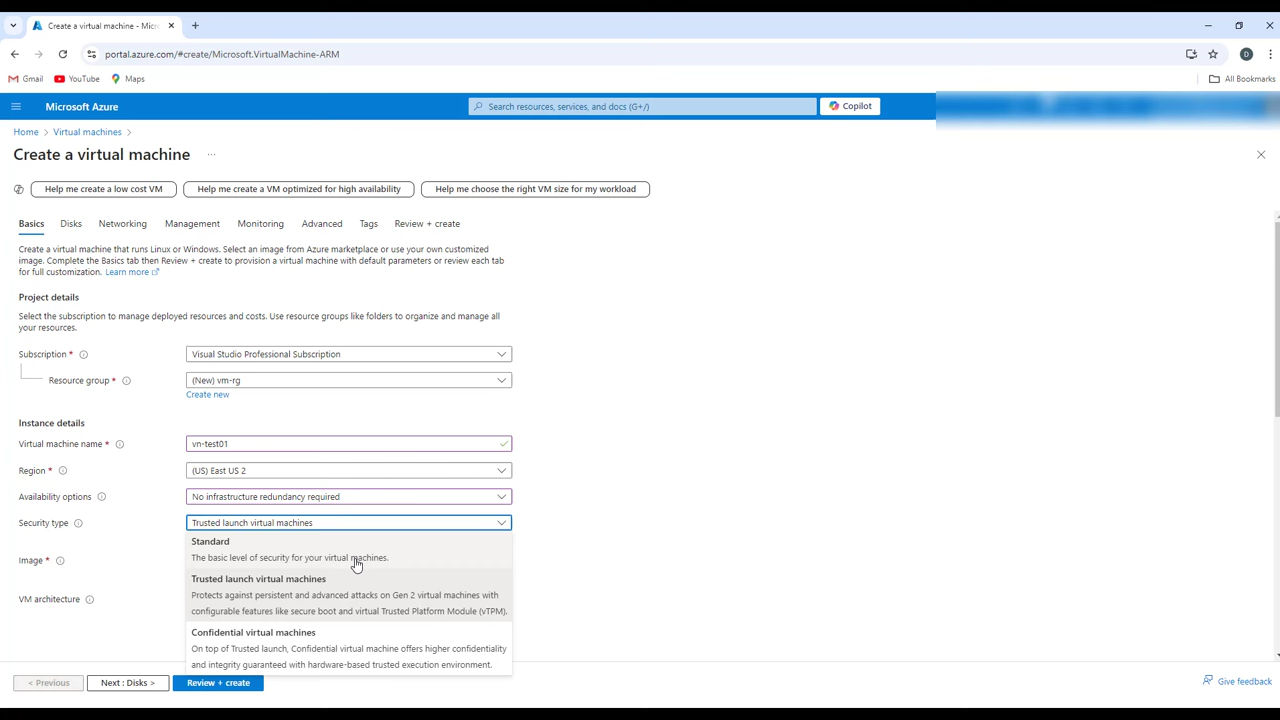 Create a virtual machine - Micro
portal.azure.com/#create/Microsoft.VirtualMachine-ARM
D
Gmail
YouTube
Maps
All Bookmarks
Microsoft Azure
Search resources, services, and docs (G+/)
Copilot
Home > Virtual machines >
Create a virtual machine ...
Help me create a low cost VM
Help me create a VM optimized for high availability
Help me choose the right VM size for my workload
Basics Disks Networking Management Monitoring Advanced Tags Review + create
Create a virtual machine that runs Linux or Windows. Select an image from Azure marketplace or use your own customized
image. Complete the Basics tab then Review + create to provision a virtual machine with default parameters or review each tab
for full customization. Learn more
Project details
Select the subscription to manage deployed resources and costs. Use resource groups like folders to organize and manage all
your resources.
Subscription * Visual Studio Professional Subscription
Resource group * (New) vm-rg
Create new
Instance details
Virtual machine name * vn-test01
Region * (US) East US 2
Availability options No infrastructure redundancy required
Security type Trusted launch virtual machines
Standard
The basic level of security for your virtual machines.
Image *
Trusted launch virtual machines
Protects against persistent and advanced attacks on Gen 2 virtual machines with
VM architecture
configurable features like secure boot and virtual Trusted Platform Module (vTPM).
Confidential virtual machines
On top of Trusted launch, Confidential virtual machine offers higher confidentiality
and integrity guaranteed with hardware-based trusted execution environment.
< Previous
Next : Disks >
Review + create
Give feedback